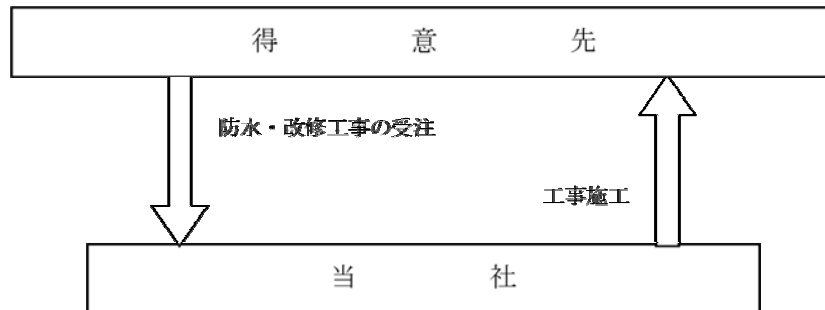 得意先
防水・改修工事の受注
工事施工
当社